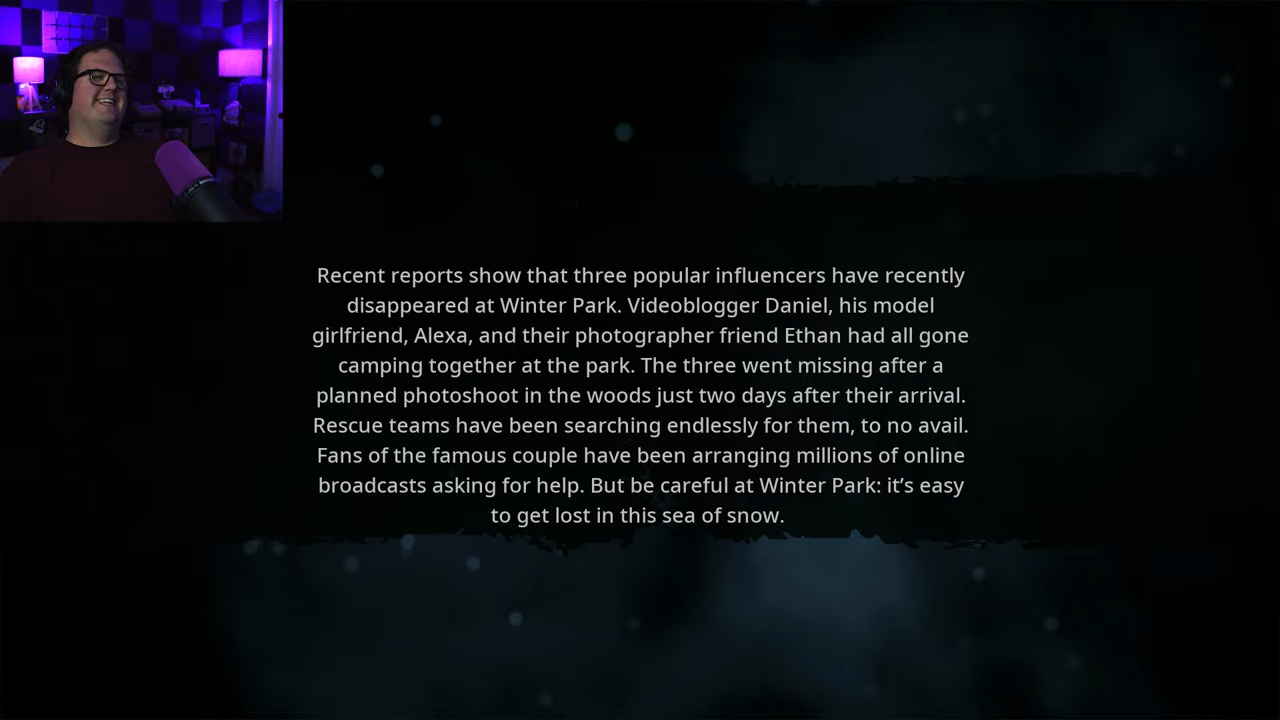 Recent reports show that three popular influencers have recently
disappeared at Winter Park. Videoblogger Daniel, his model
girlfriend, Alexa, and their photographer friend Ethan had all gone
camping together at the park. The three went missing after a
planned photoshoot in the woods just two days after their arrival.
Rescue teams have been searching endlessly for them, to no avail.
Fans of the famous couple have been arranging millions of online
broadcasts asking for help. But be careful at Winter Park: it’s easy
to get lost in this sea of snow.